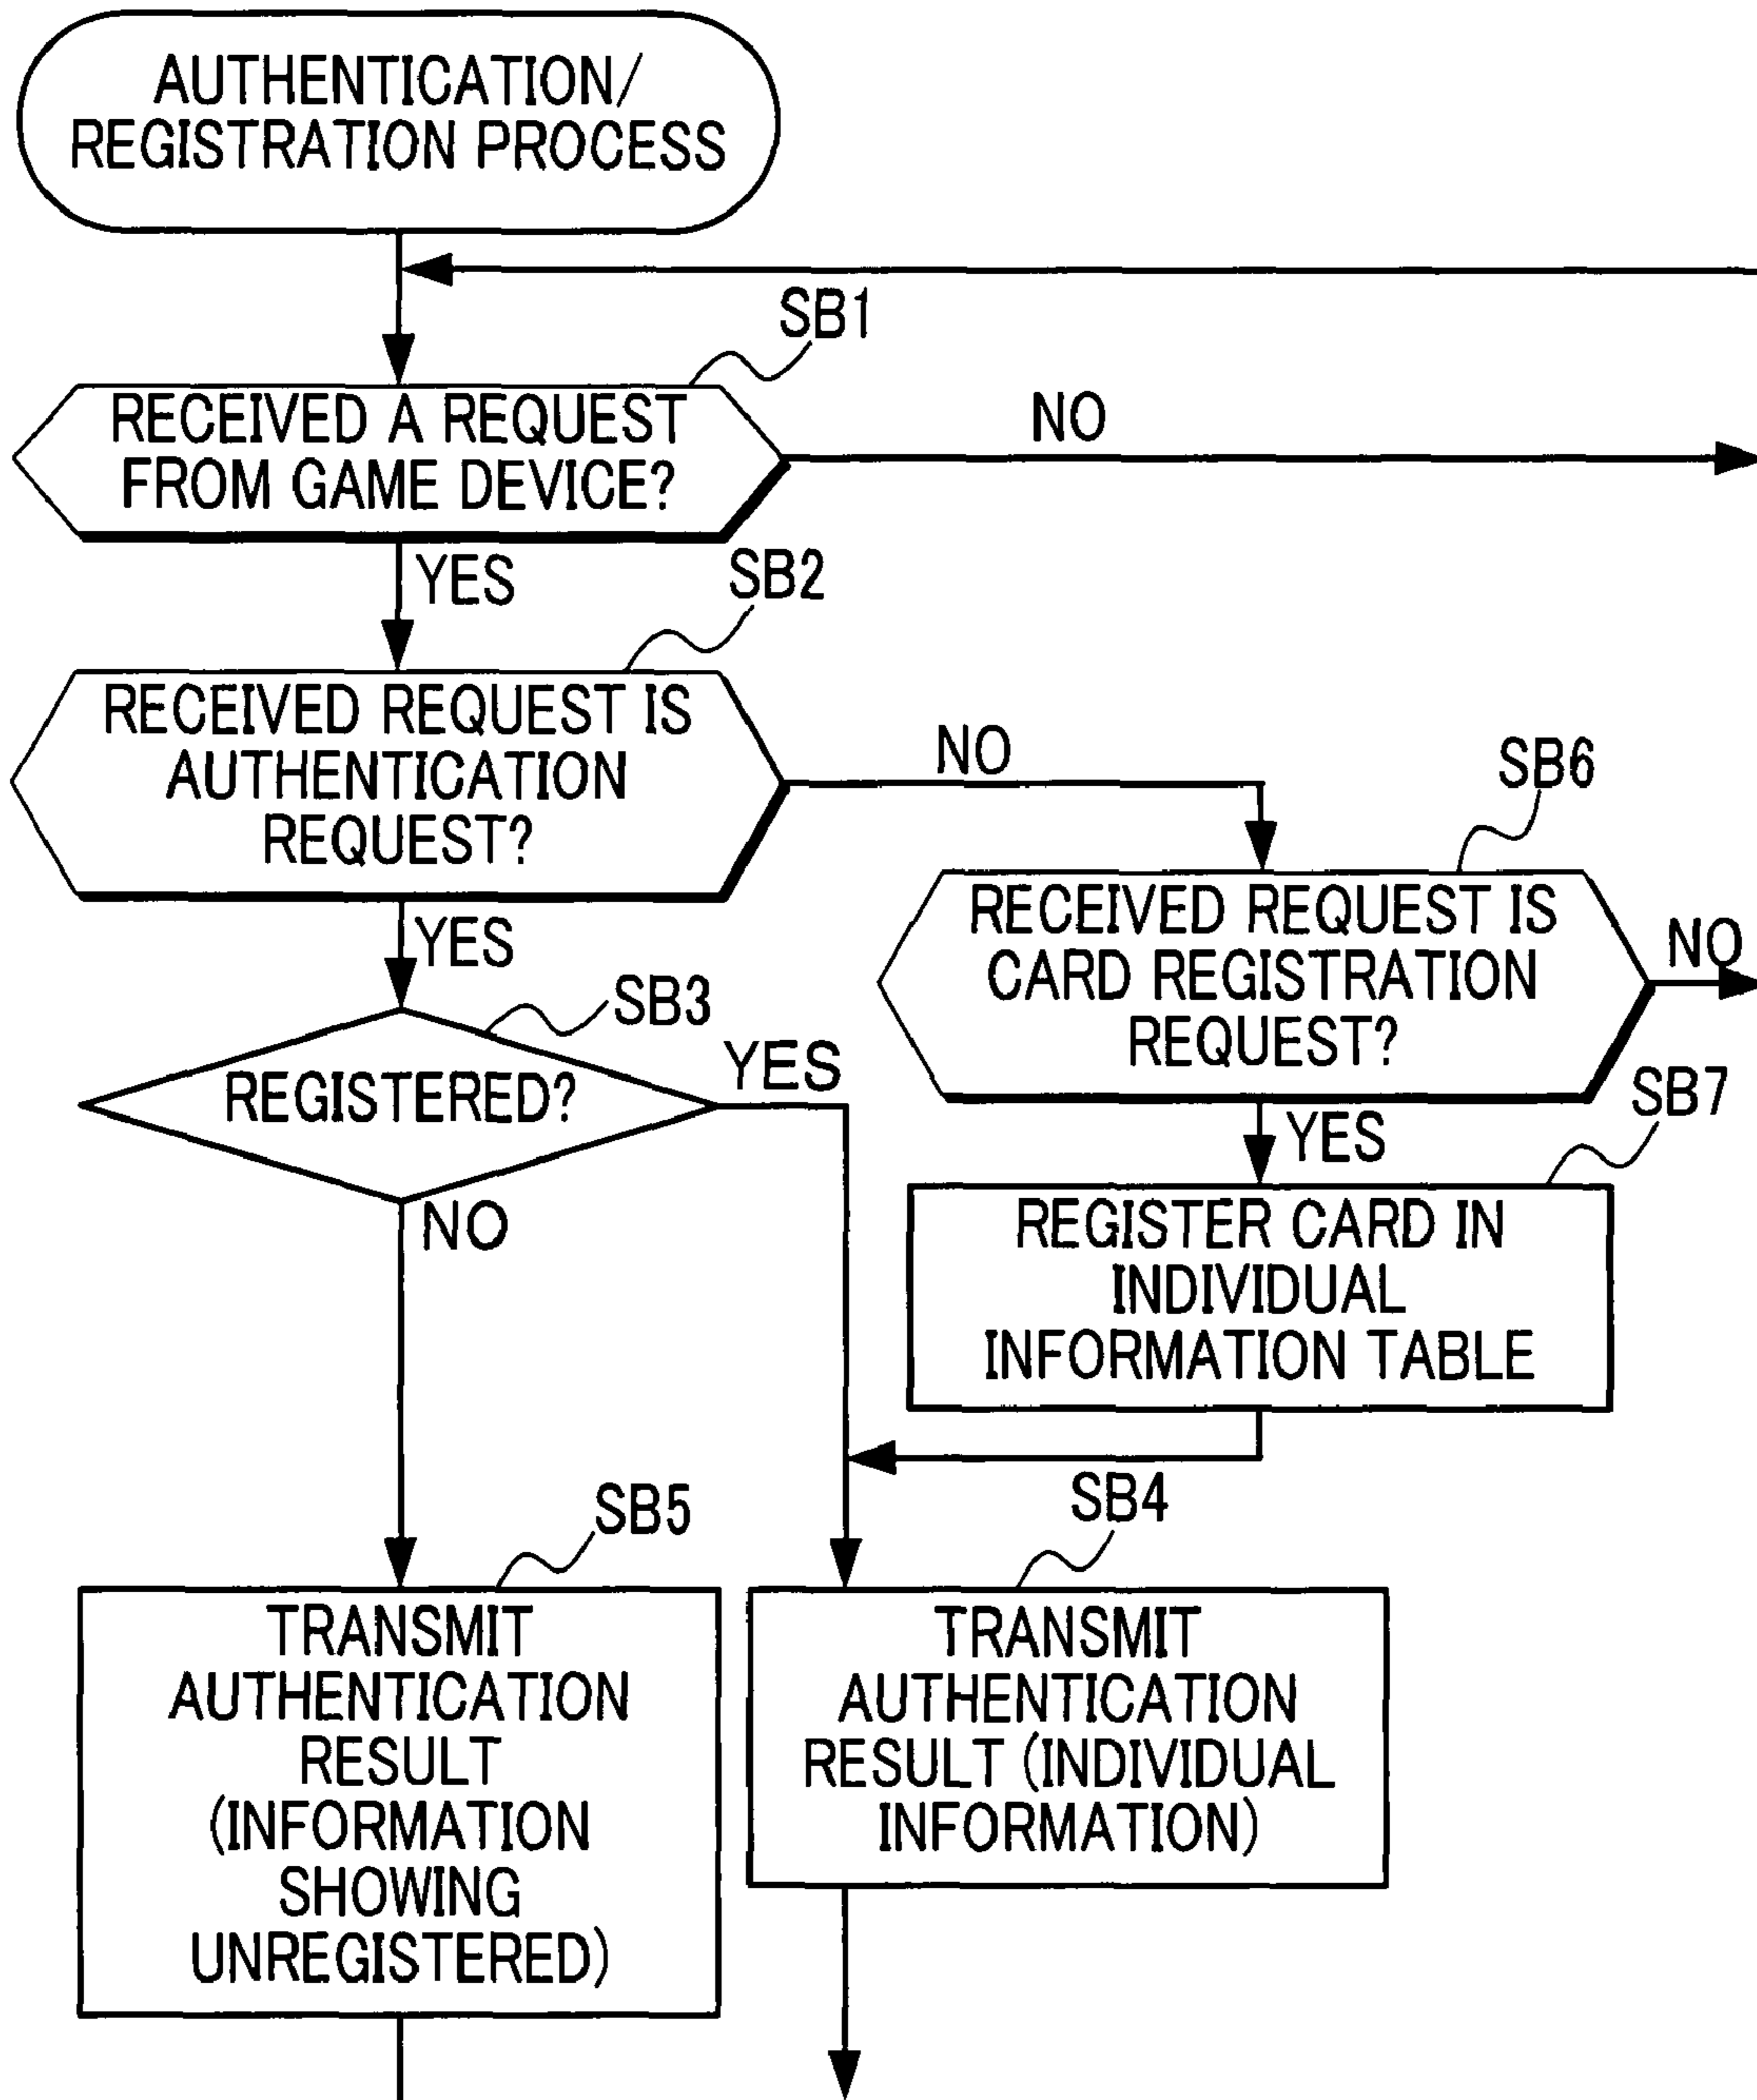 AUTHENTICATION/
REGISTRATION PROCESS
SB1
RECEIVED A REQUEST
FROM GAME DEVICE?
NO
YES
SB2
RECEIVED REQUEST IS
AUTHENTICATION
REQUEST?
NO
YES
SB6
RECEIVED REQUEST IS
CARD REGISTRATION
REQUEST?
NO
YES
SB3
REGISTERED?
YES
NO
SB7
REGISTER CARD IN
INDIVIDUAL
INFORMATION TABLE
SB5
TRANSMIT
AUTHENTICATION
RESULT
(INFORMATION
SHOWING
UNREGISTERED)
SB4
TRANSMIT
AUTHENTICATION
RESULT (INDIVIDUAL
INFORMATION)